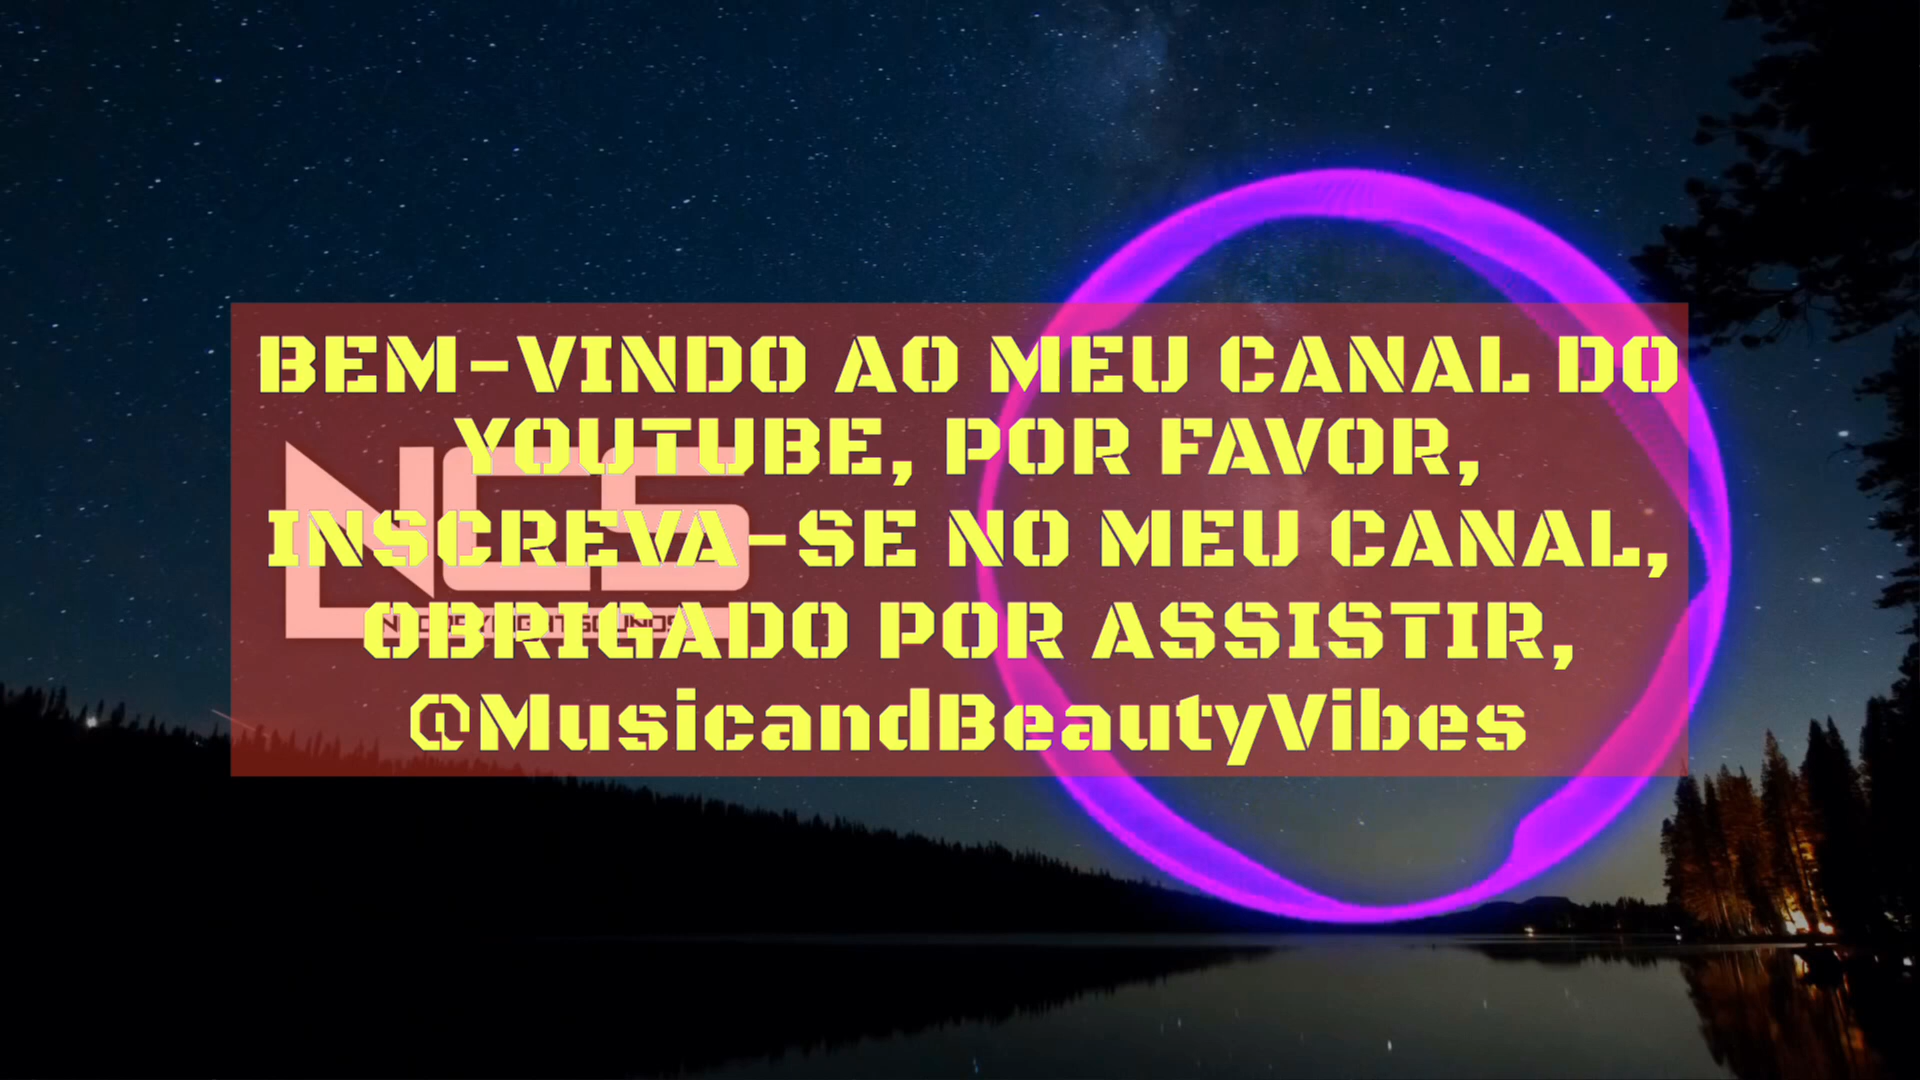 BEM-VINDO AO MEU CANAL DO
YOUTUBE, POR FAVOR,
INSCREVA-SE NO MEU CANAL,
OBRIGADO POR ASSISTIR,
@MusicandBeautyVibes
NCS